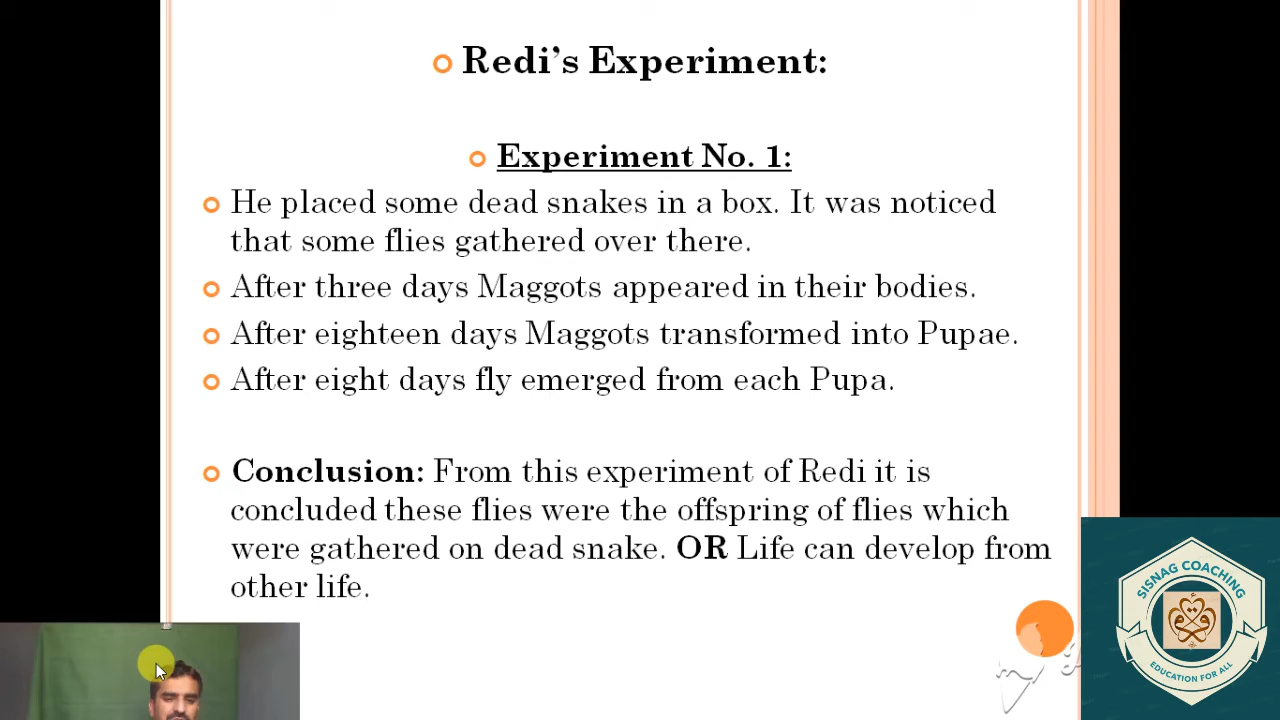 Redi’s Experiment:
Experiment No. 1:
He placed some dead snakes in a box. It was noticed
that some flies gathered over there.
After three days Maggots appeared in their bodies.
After eighteen days Maggots transformed into Pupae.
After eight days fly emerged from each Pupa.
Conclusion: From this experiment of Redi it is
concluded these flies were the offspring of flies which
were gathered on dead snake. OR Life can develop from
other life.
SISNAG COACHING
EDUCATION FOR ALL